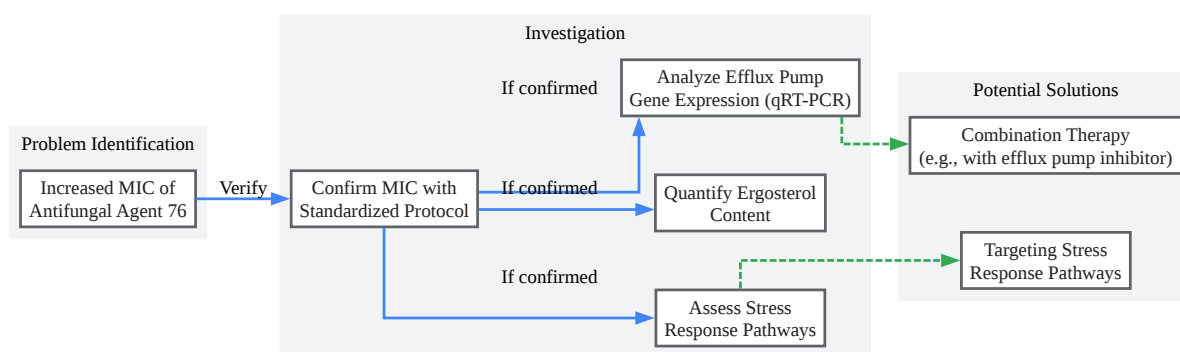 Investigation
If confirmed
Analyze Efflux Pump
Gene Expression (qRT-PCR)
Potential Solutions
Problem Identification
Combination Therapy
(e.g., with efflux pump inhibitor)
Increased MIC of
Antifungal Agent 76
Verify
Confirm MIC with
Standardized Protocol
If confirmed
Quantify Ergosterol
Content
Targeting Stress
Response Pathways
If confirmed
Assess Stress
Response Pathways